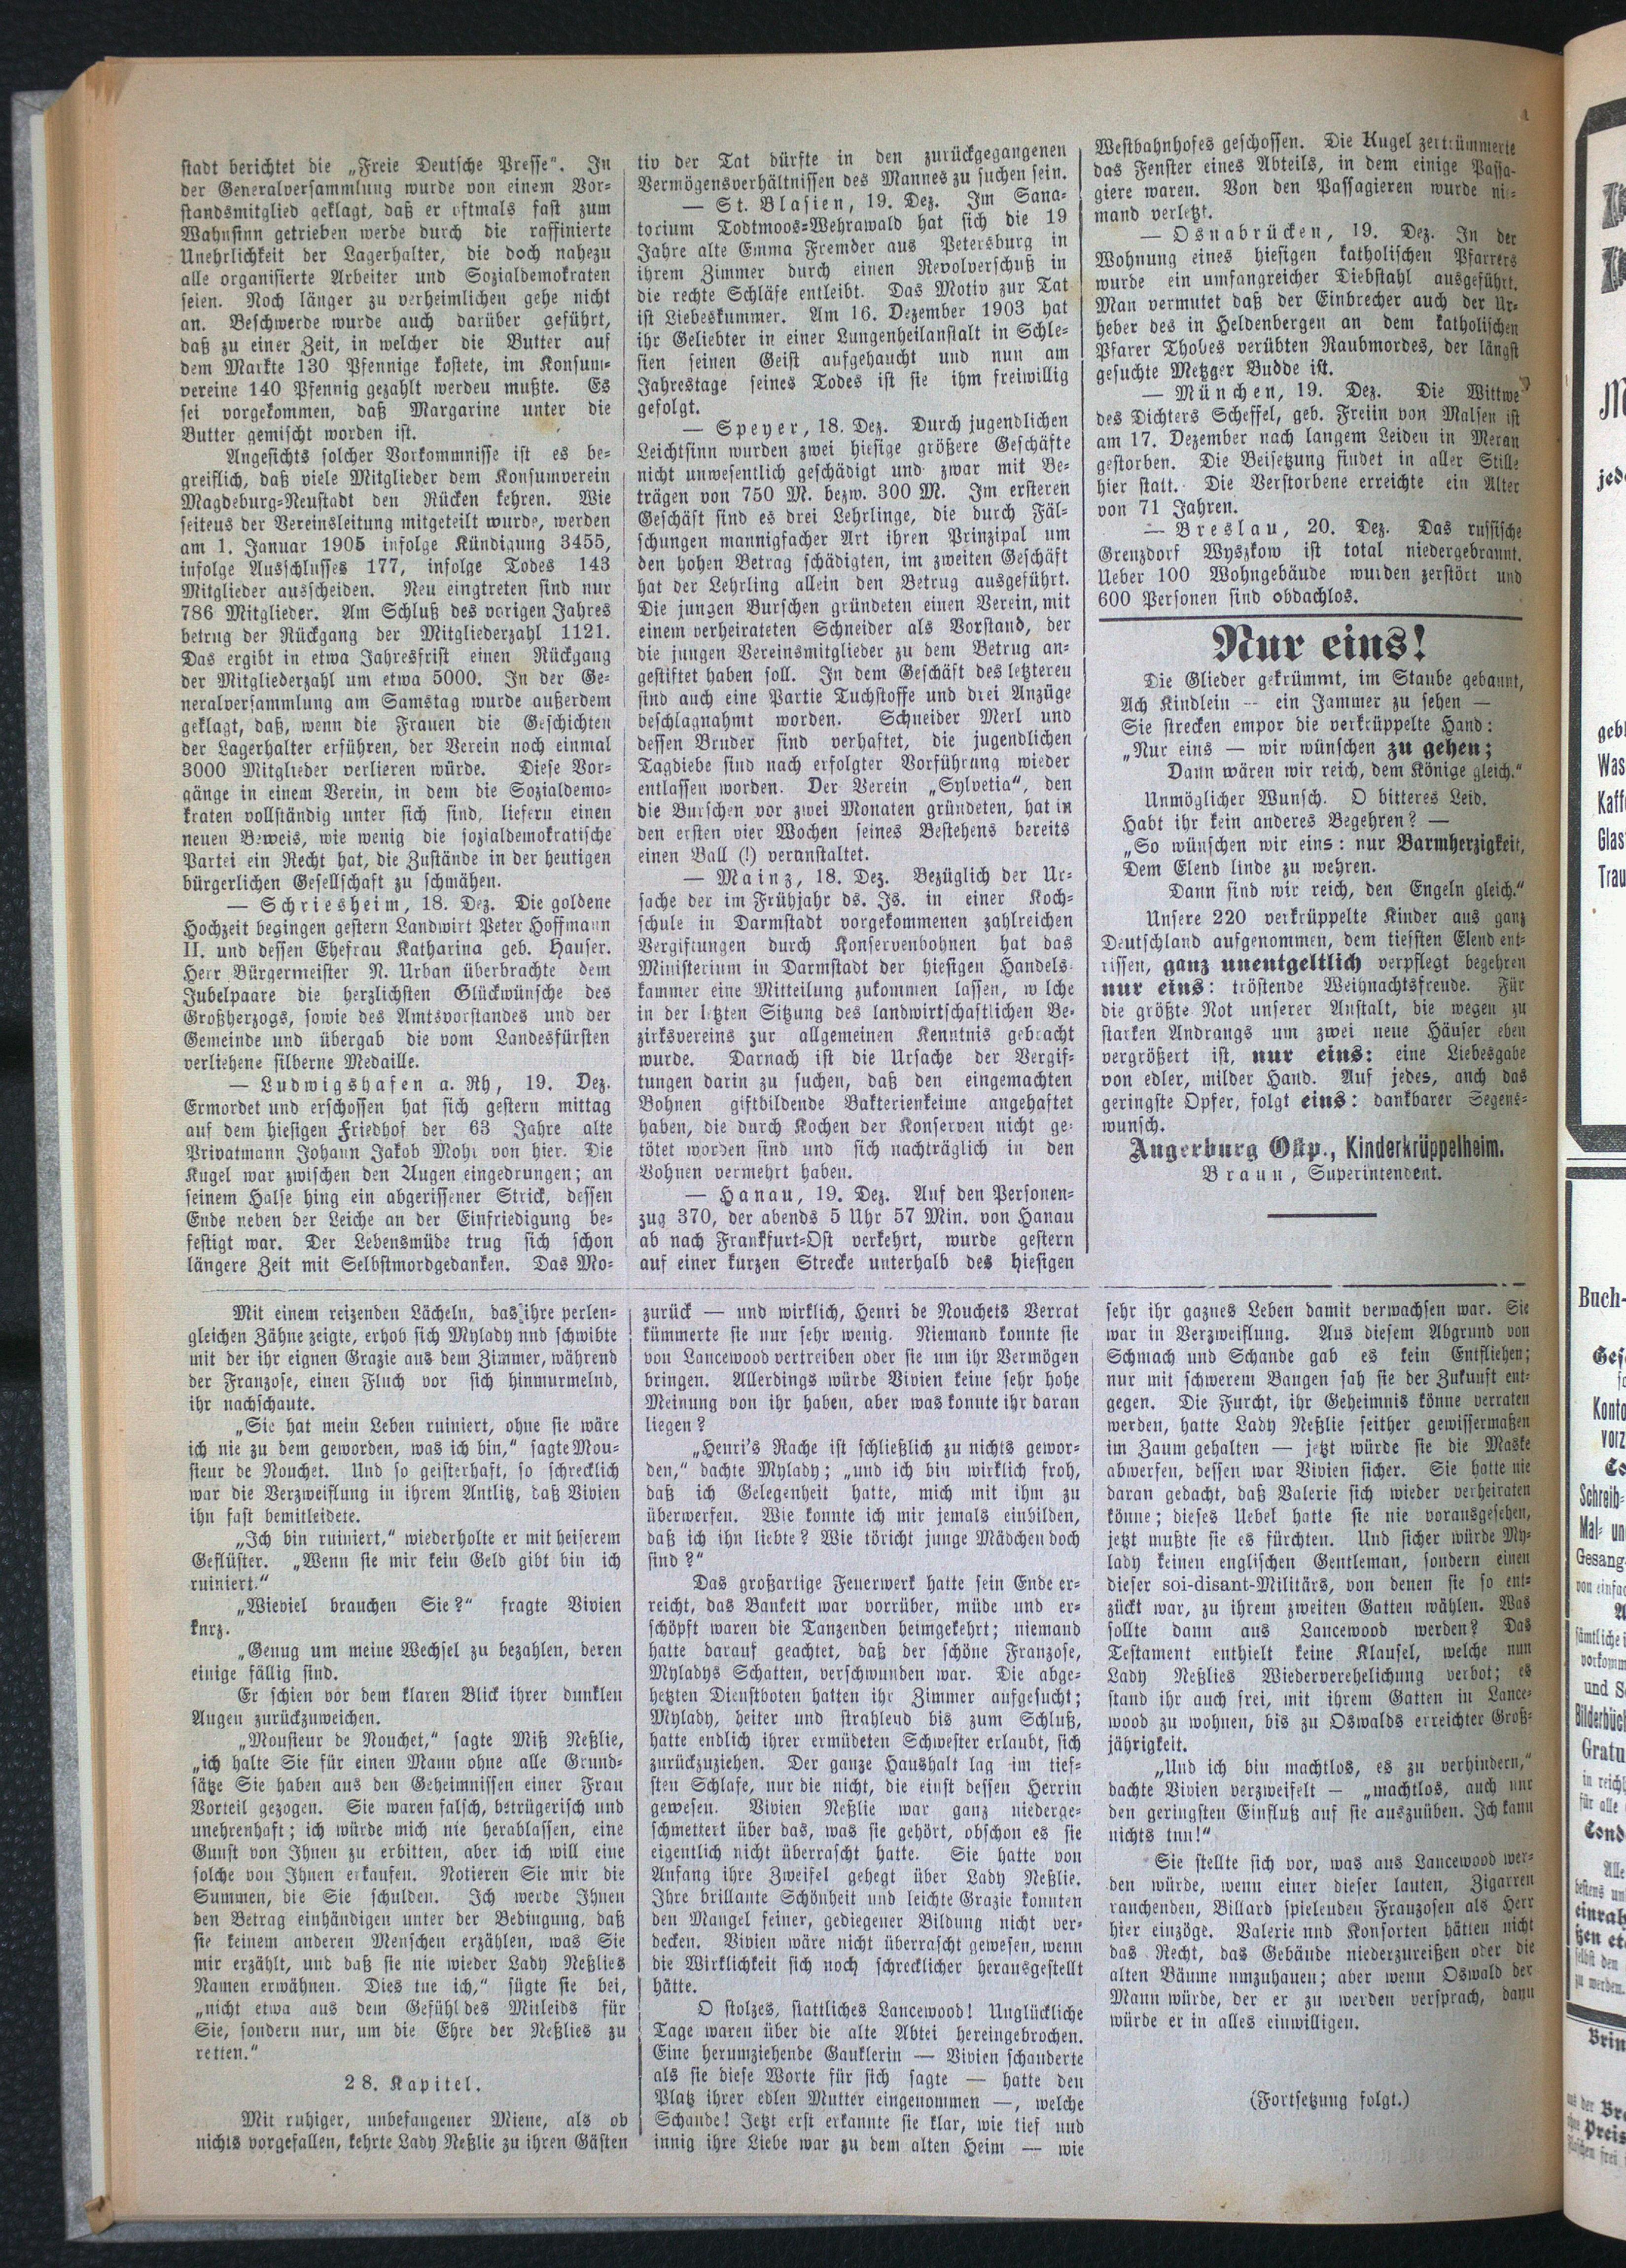 stadt berichtet die „Freie Deutsche Presse“. In
der Generalversammlung wurde von einem Vor-
standsmitglied geklagt, daß er oftmals fast zum
Wahnsinn getrieben werde durch die raffinierte
Unehrlichkeit der Lagerhalter, die doch nahezu
alle organisierte Arbeiter und Sozialdemokraten
seien. Noch länger zu verheimlichen gehe nicht
an. Beschwerde wurde auch darüber geführt,
daß zu einer Zeit, in welcher die Butter auf
dem Markte 130 Pfennige kostete, im Konsum-
vereine 140 Pfennig gezahlt werdeu mußte. Es
sei vorgekommen, daß Margarine unter die
Butter gemischt worden ist.
Angesichts solcher Vorkommnisse ist es be-
greiflich, daß viele Mitglieder dem Konsumverein
Magdeburg-Neustadt den Rücken kehren. Wie
seiteus der Vereinsleitung mitgeteilt wurde, werden
am 1. Januar 1905 infolge Kündigung 3455,
infolge Ausschlusses 177, infolge Todes 143
Mitglieder ausscheiden. Neu eingtreten sind nur
786 Mitglieder. Am Schluß des vorigen Jahres
betrug der Rückgang der Mitgliederzahl 1121.
Das ergibt in etwa Jahresfrist einen Rückgang
der Mitgliederzahl um etwa 5000. In der Ge-
neralversammlung am Samstag wurde außerdem
geklagt, daß, wenn die Frauen die Geschichten
der Lagerhalter erführen, der Verein noch einmal
3000 Mitglieder verlieren würde. Diese Vor-
gänge in einem Verein, in dem die Sozialdemo-
kraten vollständig unter sich sind, liefern einen
neuen Beweis, wie wenig die sozialdemokratische
Partei ein Recht hat, die Zustände in der heutigen
bürgerlichen Gesellschaft zu schmähen.
— Schriesheim, 18. Dez. Die goldene
Hochzeit begingen gestern Landwirt Peter Hoffmann
II. und dessen Ehefrau Katharina geb. Hauser.
Herr Bürgermeister N. Urban überbrachte dem
Jubelpaare die herzlichsten Glückwünsche des
Großherzogs, sowie des Amtsvorstandes und der
Gemeinde und übergab die vom Landesfürsten
verliehene silberne Medaille.
— Ludwigshafen a. Rh, 19. Dez.
Ermordet und erschossen hat sich gestern mittag
auf dem hiesigen Friedhof der 63 Jahre alte
Privatmann Johann Jakob Mohr von hier. Die
Kugel war zwischen den Augen eingedrungen; an
seinem Halse hing ein abgerissener Strick, dessen
Ende neben der Leiche an der Einfriedigung be-
festigt war. Der Lebensmüde trug sich schon
längere Zeit mit Selbstmordgedanken. Das Mo-
tiv der Tat dürfte in den zurückgegangenen
Vermögensverhältnissen des Mannes zu suchen sein.
— St. Blasien, 19. Dez. Im Sana-
torium Todtmoos-Wehrawald hat sich die 19
Jahre alte Emma Fremder aus Petersburg in
ihrem Zimmer durch einen Revolverschuß in
die rechte Schläfe entleibt. Das Motiv zur Tat
ist Liebeskummer. Am 16. Dezember 1903 hat
ihr Geliebter in einer Lungenheilanstalt in Schle-
sien seinen Geist aufgehaucht und nun am
Jahrestage seines Todes ist sie ihm freiwillig
gefolgt.
— Speyer, 18. Dez. Durch jugendlichen
Leichtsinn wurden zwei hiesige größere Geschäfte
nicht unwesentlich geschädigt und zwar mit Be-
trägen von 750 M. bezw. 300 M. Im ersteren
Geschäft sind es drei Lehrlinge, die durch Fäl-
schungen mannigfacher Art ihren Prinzipal um
den hohen Betrag schädigten, im zweiten Geschäft
hat der Lehrling allein den Betrug ausgeführt.
Die jungen Burschen gründeten einen Verein, mit
einem verheirateten Schneider als Vorstand, der
die jungen Vereinsmitglieder zu dem Betrug an-
gestiftet haben soll. In dem Geschäft des letztereu
sind auch eine Partie Tuchstoffe und drei Anzüge
beschlagnahmt worden. Schneider Merl und
dessen Bruder sind verhaftet, die jugendlichen
Tagdiebe sind nach erfolgter Vorführung wieder
entlassen worden. Der Verein „Sylvetia“, den
die Burschen vor zwei Monaten gründeten, hat in
den ersten vier Wochen seines Bestehens bereits
einen Ball (!) veranstaltet.
— Mainz, 18. Dez. Bezüglich der Ur-
sache der im Frühjahr ds. Js. in einer Koch-
schule in Darmstadt vorgekommenen zahlreichen
Vergiftungen durch Konservenbohnen hat das
Ministerium in Darmstadt der hiesigen Handels-
kammer eine Mitteilung zukommen lassen, w lche
in der letzten Sitzung des landwirtschaftlichen Be-
zirksvereins zur allgemeinen Kenntnis gebracht
wurde. Darnach ist die Ursache der Vergif-
tungen darin zu suchen, daß den eingemachten
Bohnen giftbildende Bakterienkeime angehaftet
haben, die durch Kochen der Konserven nicht ge-
tötet worden sind und sich nachträglich in den
Bohnen vermehrt haben.
— Hanau, 19. Dez. Auf den Personen-
zug 370, der abends 5 Uhr 57 Min. von Hanau
ab nach Frankfurt-Ost verkehrt, wurde gestern
auf einer kurzen Strecke unterhalb des hiesigen
Westbahnhofes geschossen. Die Kugel zertrümmerte
das Fenster eines Abteils, in dem einige Passa-
giere waren. Von den Passagieren wurde nie-
mand verletzt.
— Osnabrücken, 19. Dez. In der
Wohnung eines hiesigen katholischen Pfarrers
wurde ein umfangreicher Diebstahl ausgeführt.
Man vermutet daß der Einbrecher auch der Ur-
heber des in Heldenbergen an dem katholischen
Pfarer Thobes verübten Raubmordes, der längst
gesuchte Metzger Budde ist.
— München, 19. Dez. Die Wittwe
des Dichters Scheffel, geb. Freiin von Malsen ist
am 17. Dezember nach langem Leiden in Meran
gestorben. Die Beisetzung findet in aller Stille
hier statt. Die Verstorbene erreichte ein Alter
von 71 Jahren.
— Breslau, 20. Dez. Das russische
Grenzdorf Wyszkow ist total niedergebrannt.
Ueber 100 Wohngebäude wurden zerstört und
600 Personen sind obdachlos.
Nur eins!
Die Glieder gekrümmt, im Staube gebannt,
Ach Kindlein — ein Jammer zu sehen —
Sie strecken empor die verkrüppelte Hand:
„Nur eins — wir wünschen zu gehen;
Dann wären wir reich, dem Könige gleich.“
Unmöglicher Wunsch. O bitteres Leid.
Habt ihr kein anderes Begehren? —
„So wünschen wir eins: nur Barmherzigkeit,
Dem Elend linde zu wehren.
Dann sind wir reich, den Engeln gleich.“
Unsere 220 verkrüppelte Kinder aus ganz
Deutschland aufgenommen, dem tiefsten Elend ent-
rissen, ganz unentgeltlich verpflegt begehren
nur eins: tröstende Weihnachtsfreude. Für
die größte Not unserer Anstalt, die wegen zu
starken Andrangs um zwei neue Häuser eben
vergrößert ist, nur eins: eine Liebesgabe
von edler, milder Hand. Auf jedes, anch das
geringste Opfer, folgt eins: dankbarer Segens-
wunsch.
Angerburg Ostp., Kinderkrüppelheim.
Braun, Superintendent.
Mit einem reizenden Lächeln, das ihre perlen-
gleichen Zähne zeigte, erhob sich Mylady nnd schwibte
mit der ihr eignen Grazie aus dem Zimmer, während
der Franzose, einen Fluch vor sich hinmurmelnd,
ihr nachschaute.
„Sie hat mein Leben ruiniert, ohne sie wäre
ich nie zu dem geworden, was ich bin,“ sagte Mou-
sieur de Nouchet. Und so geisterhaft, so schrecklich
war die Verzweiflung in ihrem Antlitz, daß Vivien
ihn fast bemitleidete.
„Ich bin ruiniert,“ wiederholte er mit heiserem
Geflüster. „Wenn sie mir kein Geld gibt bin ich
ruiniert.“
„Wieviel brauchen Sie?“ fragte Vivien
knrz.
„Genug um meine Wechsel zu bezahlen, deren
einige fällig sind.
Er schien vor dem klaren Blick ihrer dunklen
Augen zurückzuweichen.
„Monsieur de Nouchet,“ sagte Miß Neßlie,
„ich halte Sie für einen Mann ohne alle Grund-
sätze Sie haben aus den Geheimnissen einer Frau
Vorteil gezogen. Sie waren falsch, betrügerisch und
unehrenhaft; ich würde mich nie herablassen, eine
Gunst von Ihnen zu erbitten, aber ich will eine
solche von Ihnen erkaufen. Notieren Sie mir die
Summen, die Sie schulden. Ich werde Ihnen
den Betrag einhändigen unter der Bedingung, daß
sie keinem anderen Menschen erzählen, was Sie
mir erzählt, und daß sie nie wieder Lady Neßlies
Namen erwähnen. Dies tue ich,“ fügte sie bei,
„nicht etwa aus dem Gefühl des Mitleids für
Sie, sondern nur, um die Ehre der Neßlies zu
retten.“
28. Kapitel.
Mit ruhiger, unbefangener Miene, als ob
nichts vorgefallen, kehrte Lady Neßlie zu ihren Gästen
zurück — und wirklich, Henri de Nouchets Verrat
kümmerte sie nur sehr wenig. Niemand konnte sie
von Lancewood vertreiben oder sie um ihr Vermögen
bringen. Allerdings würde Vivien keine sehr hohe
Meinung von ihr haben, aber was konnte ihr daran
liegen?
„Henri's Rache ist schließlich zu nichts gewor-
den,“ dachte Mylady; „und ich bin wirklich froh,
daß ich Gelegenheit hatte, mich mit ihm zu
überwerfen. Wie konnte ich mir jemals einbilden,
daß ich ihn liebte? Wie töricht junge Mädchen doch
sind?“
Das großartige Feuerwerk hatte sein Ende er-
reicht, das Bankett war vorrüber, müde und er-
schöpft waren die Tanzenden heimgekehrt; niemand
hatte darauf geachtet, daß der schöne Franzose,
Myladys Schatten, verschwunden war. Die abge-
hetzten Dienstboten hatten ihr Zimmer aufgesucht;
Mylady, heiter und strahlend bis zum Schluß,
hatte endlich ihrer ermüdeten Schwester erlaubt, sich
zurückzuziehen. Der ganze Haushalt lag im tief-
sten Schlafe, nur die nicht, die einst dessen Herrin
gewesen. Vivien Neßlie war ganz niederge-
schmettert über das, was sie gehört, obschon es sie
eigentlich nicht überrascht hatte. Sie hatte von
Anfang ihre Zweifel gehegt über Lady Neßlie.
Ihre brillante Schönheit und leichte Grazie konnten
den Mangel feiner, gediegener Bildung nicht ver-
decken. Vivien wäre nicht überrascht gewesen, wenn
die Wirklichkeit sich noch schrecklicher herausgestellt
hätte.
O stolzes, stattliches Lancewood! Unglückliche
Tage waren über die alte Abtei hereingebrochen.
Eine herumziehende Gauklerin — Vivien schauderte
als sie diese Worte für sich sagte — hatte den
Platz ihrer edlen Mutter eingenommen —, welche
Schande! Jetzt erst erkannte sie klar, wie tief und
innig ihre Liebe war zu dem alten Heim — wie
sehr ihr gaznes Leben damit verwachsen war. Sie
war in Verzweiflung. Aus diesem Abgrund von
Schmach und Schande gab es kein Entfliehen;
nur mit schwerem Bangen sah sie der Zukunft ent-
gegen. Die Furcht, ihr Geheimnis könne verraten
werden, hatte Lady Neßlie seither gewissermaßen
im Zaum gehalten — jetzt würde sie die Maske
abwerfen, dessen war Vivien sicher. Sie hatte nie
daran gedacht, daß Valerie sich wieder verheiraten
könne; dieses Uebel hatte sie nie vorausgesehen,
jetzt mußte sie es fürchten. Und sicher würde My-
lady keinen englischen Gentleman, sondern einen
dieser soi-disant-Militärs, von denen sie so ent-
zückt war, zu ihrem zweiten Gatten wählen. Was
sollte dann aus Lancewood werden? Das
Testament enthielt keine Klausel, welche nun
Lady Neßlies Wiederverehelichung verbot; es
stand ihr auch frei, mit ihrem Gatten in Lance-
wood zu wohnen, bis zu Oswalds erreichter Groß-
jährigkeit.
„Und ich bin machtlos, es zu verhindern,“
dachte Vivien verzweifelt — „machtlos, auch nur
den geringsten Einfluß auf sie auszuüben. Ich kann
nichts tnn!“
Sie stellte sich vor, was aus Lancewood wer-
den würde, wenn einer dieser lauten, Zigarren
rauchenden, Billard spielenden Franzosen als Herr
hier einzöge. Valerie nnd Konsorten hätten nicht
das Recht, das Gebäude niederzureißen oder die
alten Bäume umzuhauen; aber wenn Oswald der
Mann würde, der er zu werden versprach, dann
würde er in alles einwilligen.
(Fortsetzung folgt.)
jede
gebr
Was
Kaff
Glas
Trau
Buch-
Gesc
Konto
vorz
Schreib-
Mal- un
Gesang-
von einfac
sämtliche i
vorkomm
und Sc
Bilderbüch
Gratu
in reich
für alle
Cond
Alle
bestens un
einrah
ßen et
selbst dem
zu werden.
Brin
aus der Br
Preis
Flaschen frei